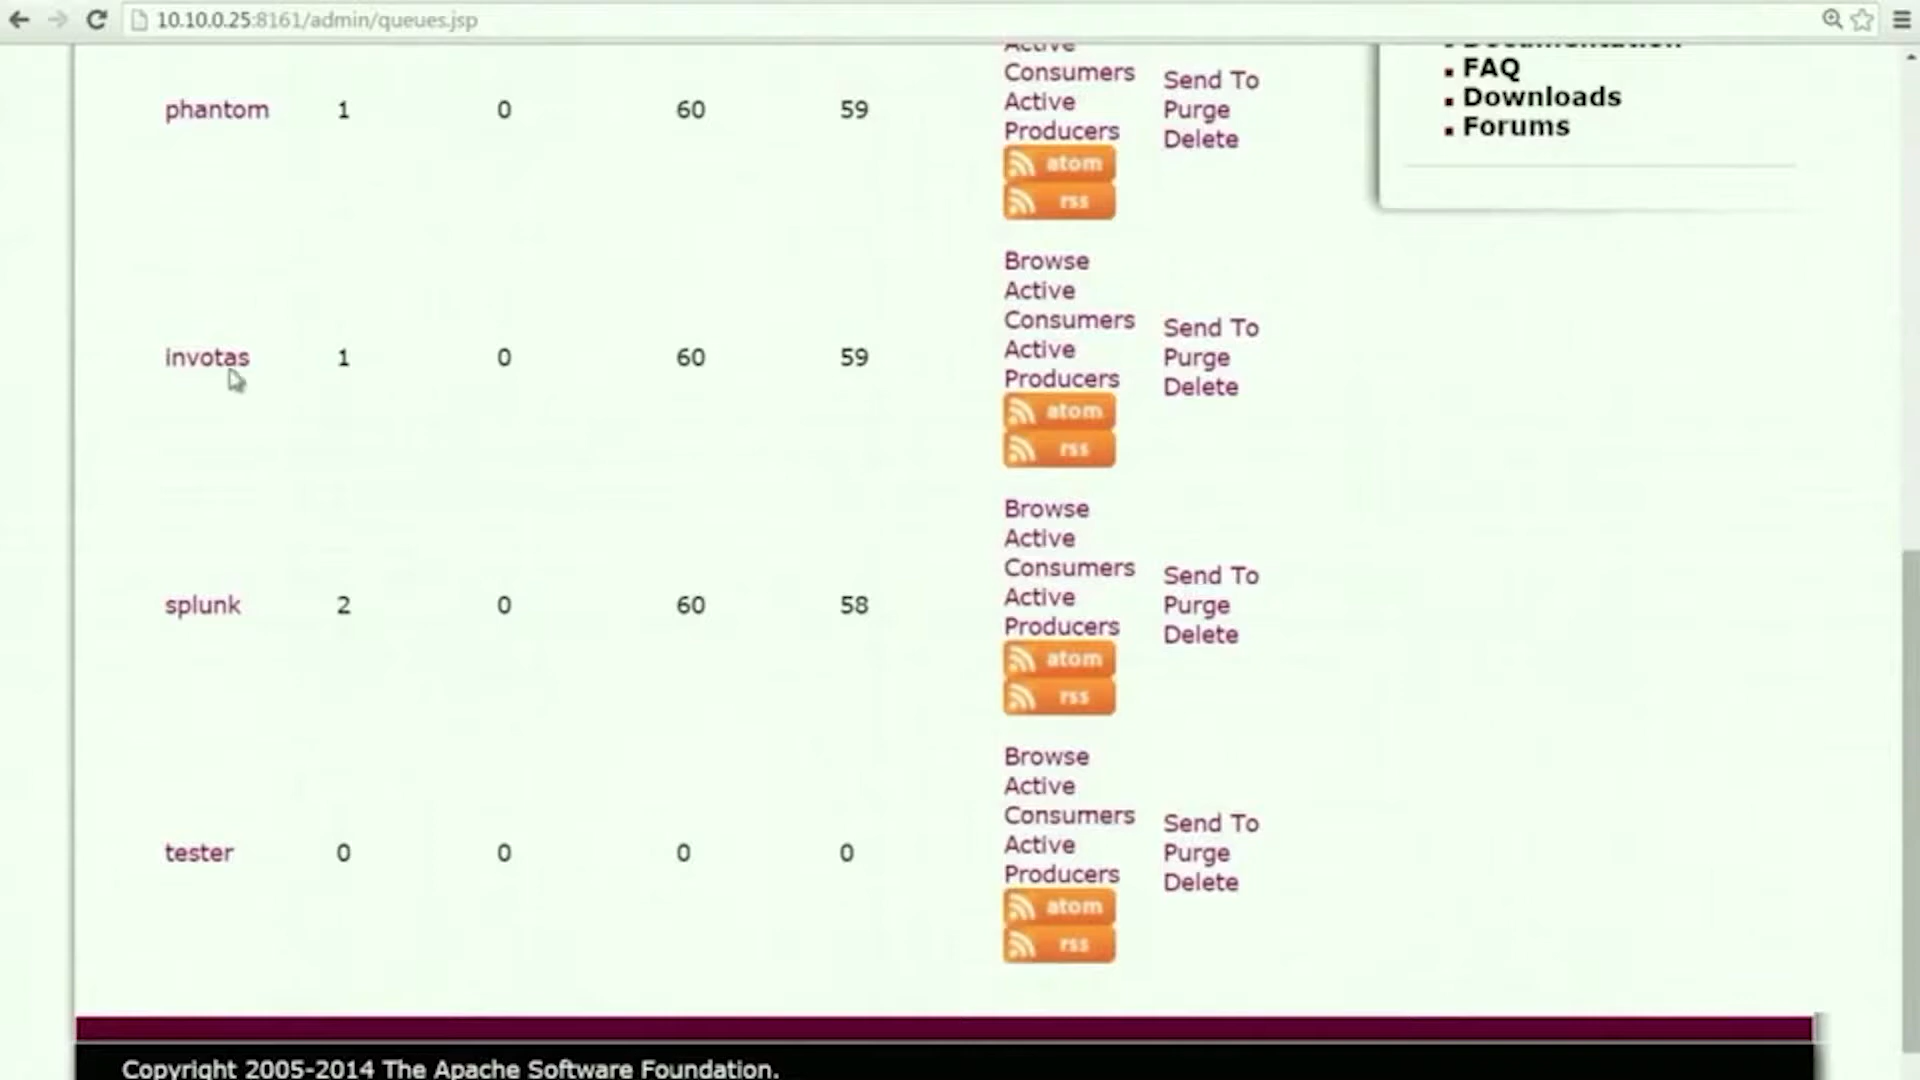 10.10.0.25:8161/admin/queues.jsp
Active
Documentation
Consumers
Send To
FAQ
phantom 1 0 60 59
Active
Purge
Downloads
Producers
Delete
Forums
atom
rss
Browse
Active
Consumers
Send To
invotas 1 0 60 59
Active
Purge
Producers
Delete
atom
rss
Browse
Active
Consumers
Send To
splunk 2 0 60 58
Active
Purge
Producers
Delete
atom
rss
Browse
Active
Consumers
Send To
tester 0 0 0 0
Active
Purge
Producers
Delete
atom
rss
Copyright 2005-2014 The Apache Software Foundation.